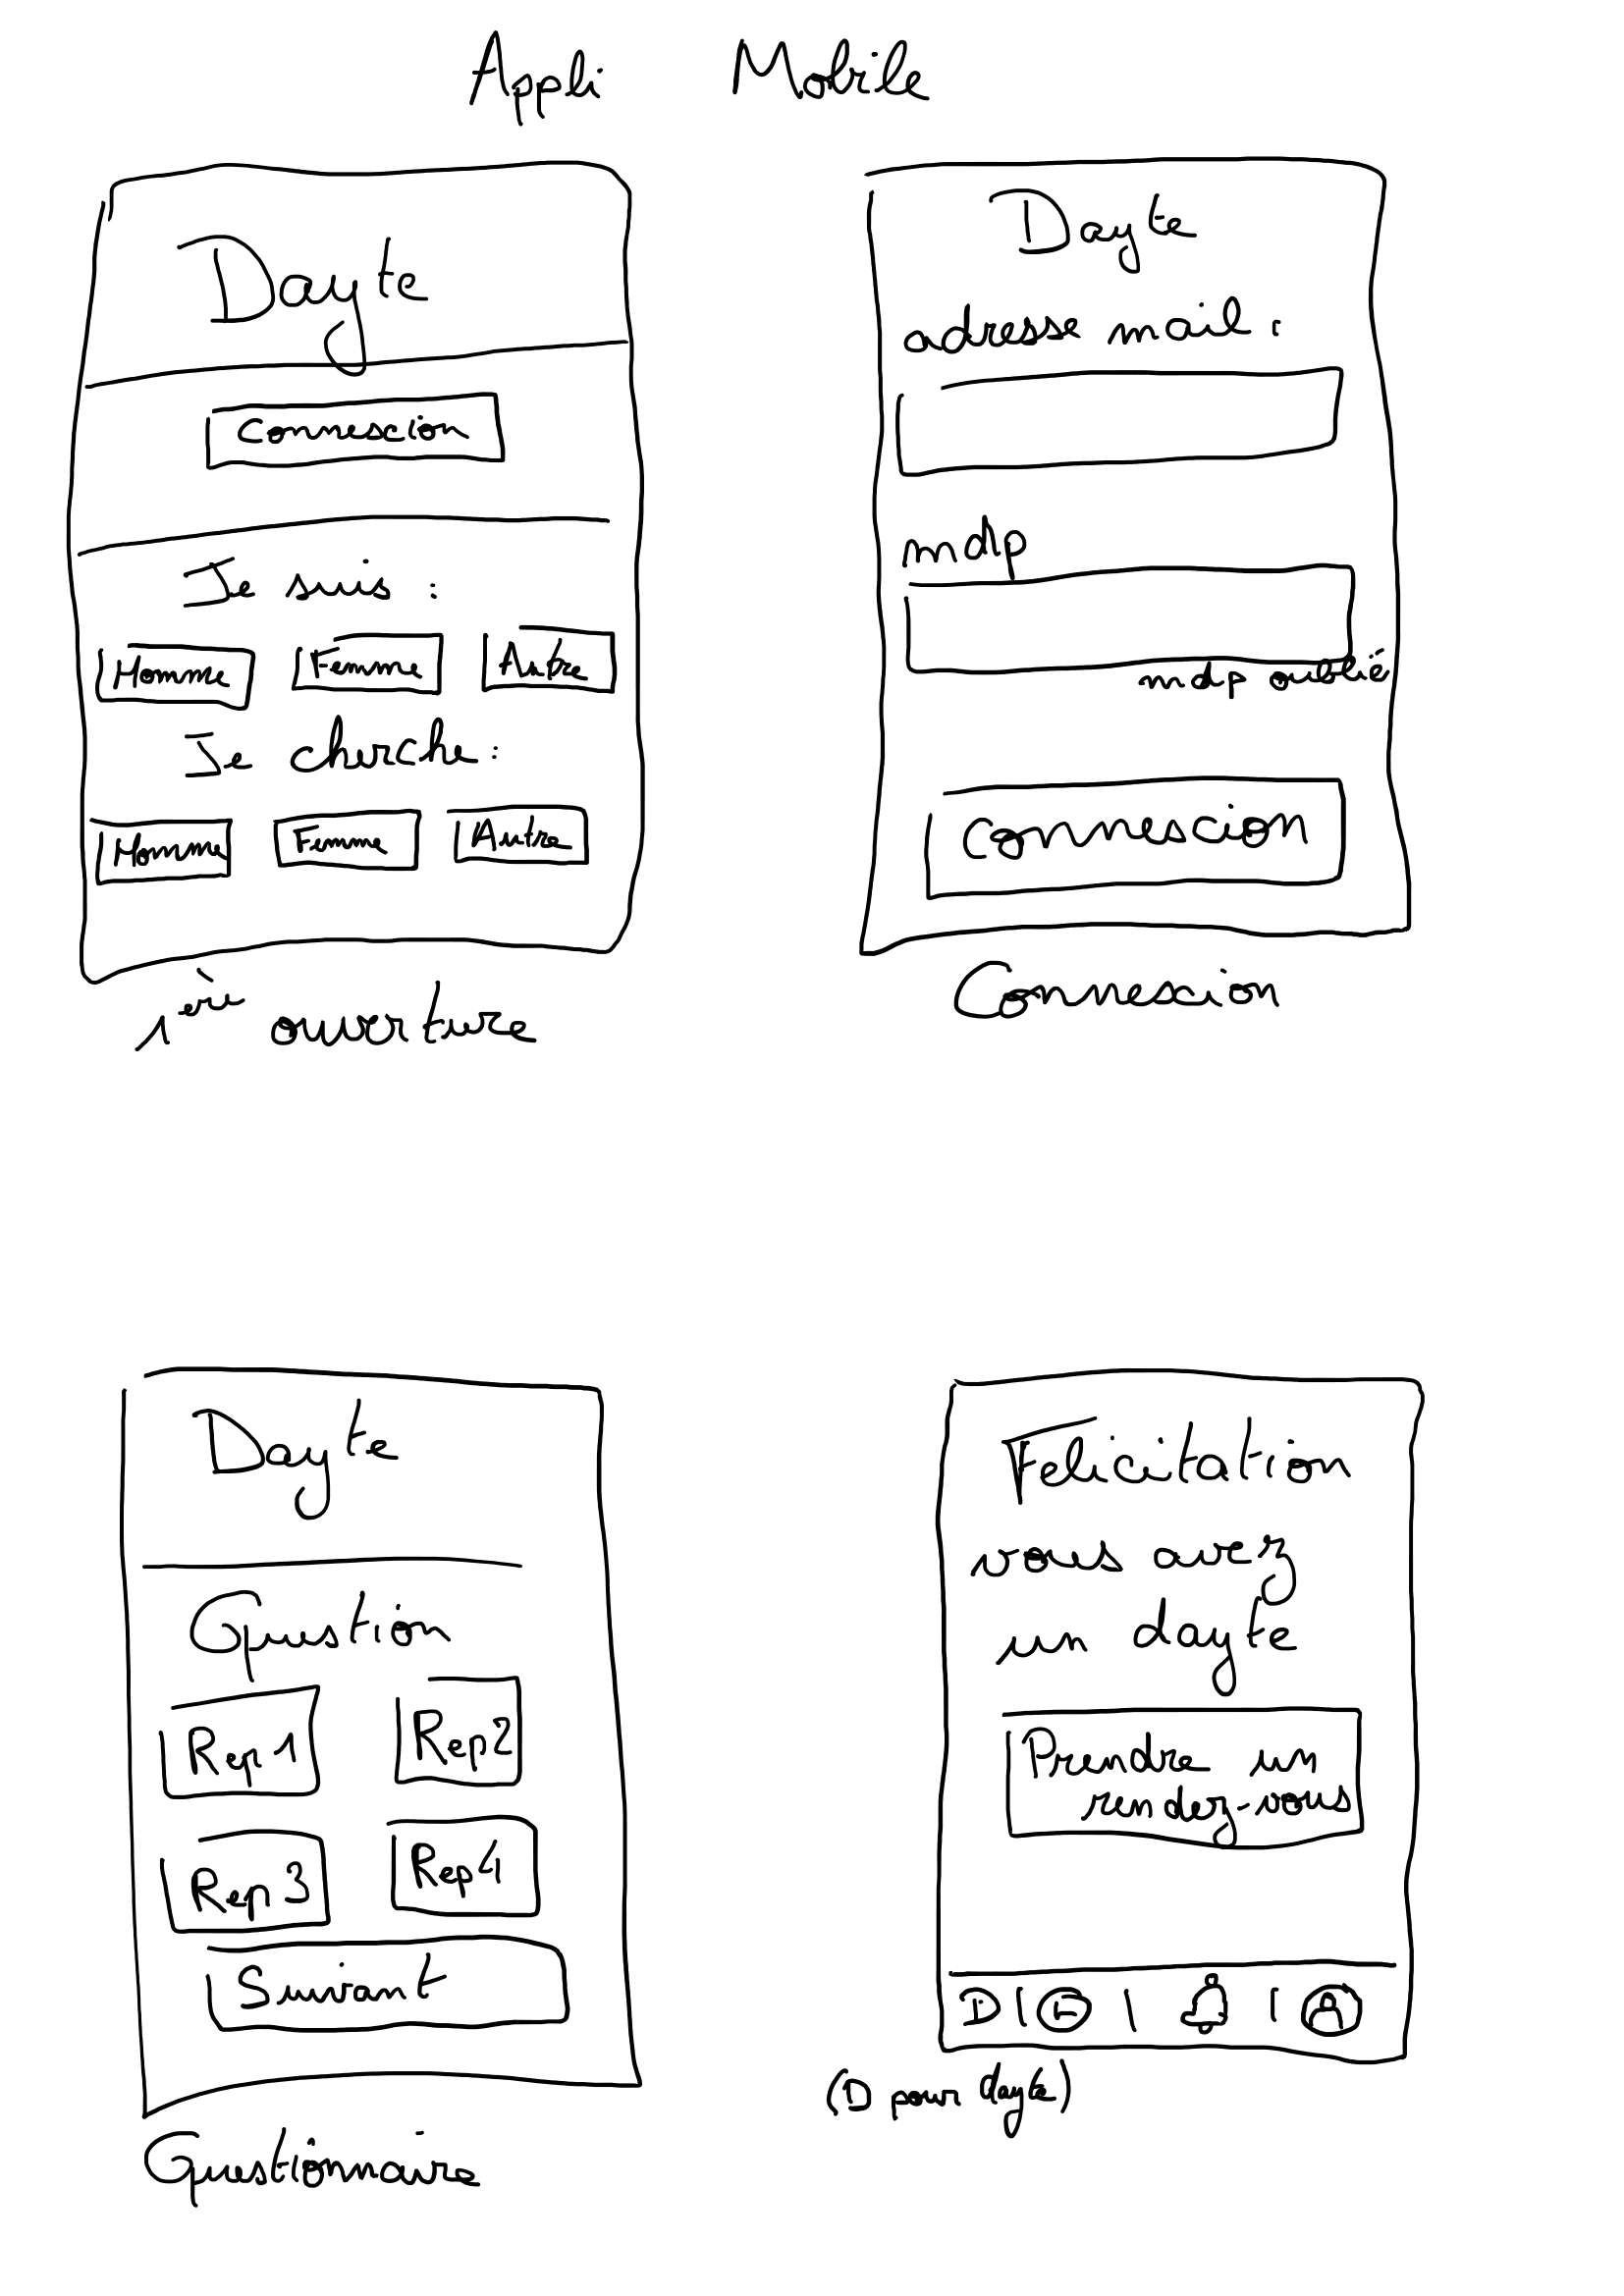 Appli Mobile
Dayte
Connexion
Je suis :
Homme Femme Autre
Je cherche :
Homme Femme Autre
1ère ouverture
Dayte
adresse mail :
mdp
mdp oublié
Connexion
Connexion
Dayte
Question
Rep 1 Rep 2
Rep 3 Rep 4
Suivant
Questionnaire
Felicitation
vous avez
un dayte
Prendre un
rendez-vous
D
(D pour dayte)